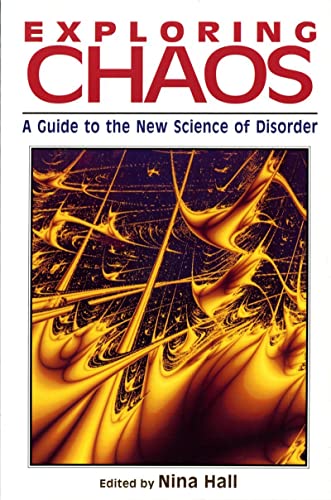 EXPLORING
CHAOS
A Guide to the New Science of Disorder
Edited by Nina Hall